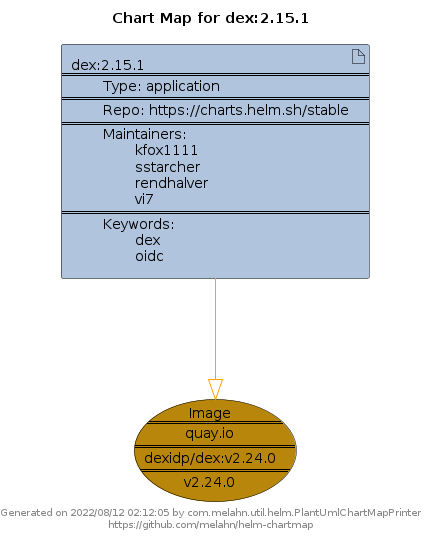 Chart Map for dex:2.15.1
dex:2.15.1
Type: application
Repo: https://charts.helm.sh/stable
Maintainers:
kfox1111
sstarcher
rendhalver
vi7
Keywords:
dex
oidc
Image
quay.io
dexidp/dex:v2.24.0
v2.24.0
Generated on 2022/08/12 02:12:05 by com.melahn.util.helm.PlantUmlChartMapPrinter
https://github.com/melahn/helm-chartmap